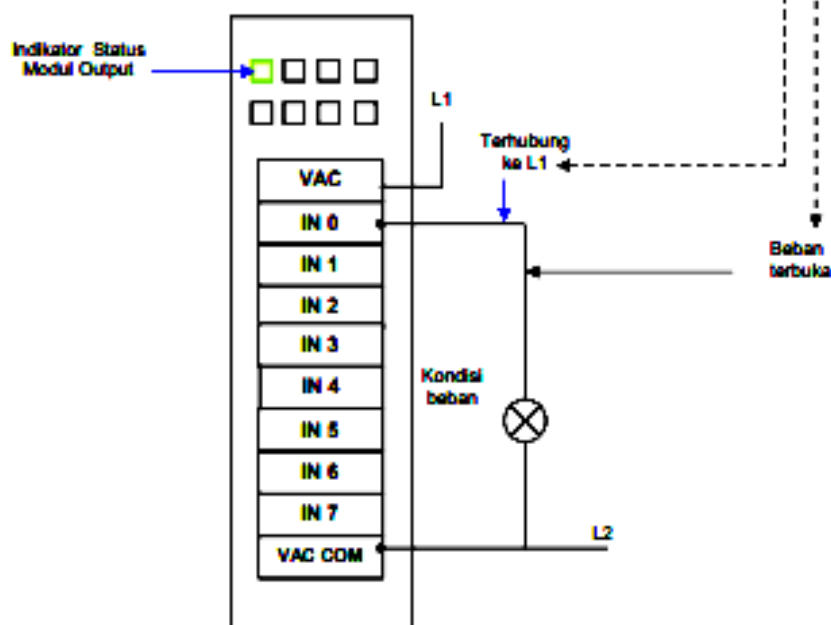 Indikator Status
Modul Output
L1
Terhubung
ke L1
VAC
IN 0
IN 1
IN 2
IN 3
IN 4
IN 5
IN 6
IN 7
VAC COM
Beban
terbuka
Kondisi
beban
L2